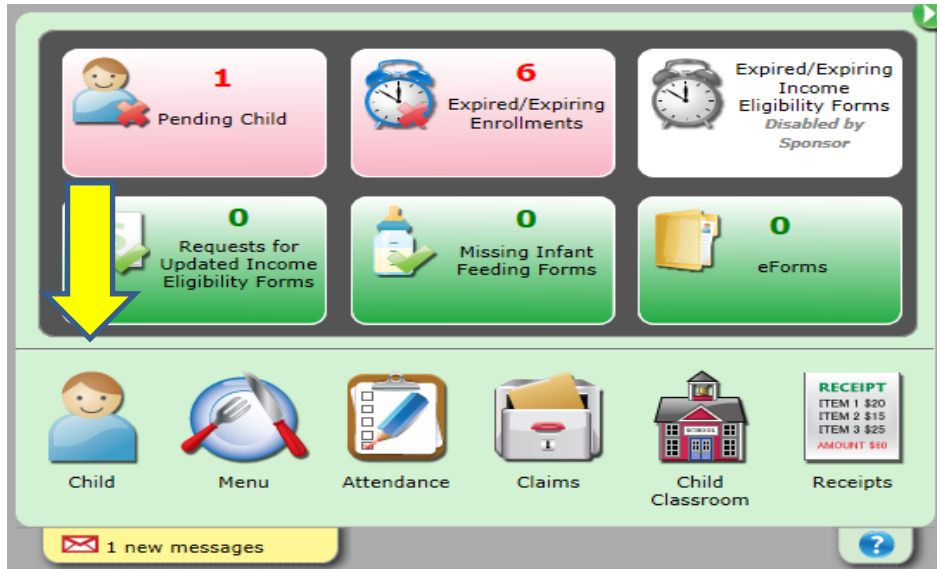 1
Pending Child
6
Expired/Expiring
Enrollments
Expired/Expiring
Income
Eligibility Forms
Disabled by
Sponsor
0
Requests for
Updated Income
Eligibility Forms
0
Missing Infant
Feeding Forms
0
eForms
Child
Menu
Attendance
Claims
SCHOOL
Child
Classroom
RECEIPT
ITEM 1 $20
ITEM 2 $15
ITEM 3 $25
AMOUNT $60
Receipts
1 new messages
?